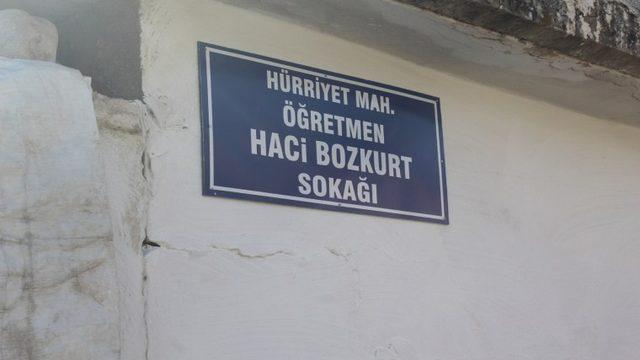 HÜRRİYET MAH.
ÖĞRETMEN
HACi BOZKURT
SOKAĞI